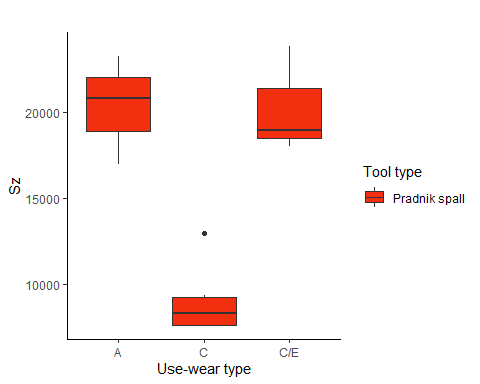 Sz
20000
15000
10000
A
C
C/E
Use-wear type
Tool type
Pradnik spall